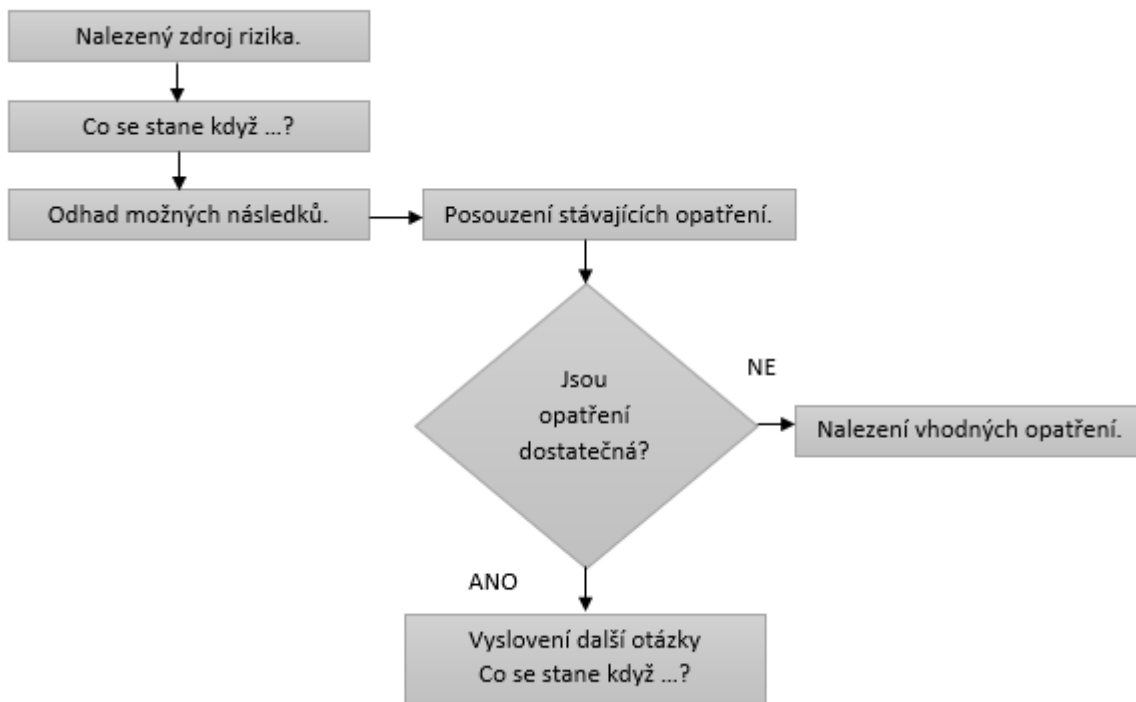 Nalezený zdroj rizika.
Co se stane když ...?
Odhad možných následků.
Posouzení stávajících opatření.
Jsou
opatření
dostatečná?
NE
Nalezení vhodných opatření.
ANO
Vyslovení další otázky
Co se stane když ...?